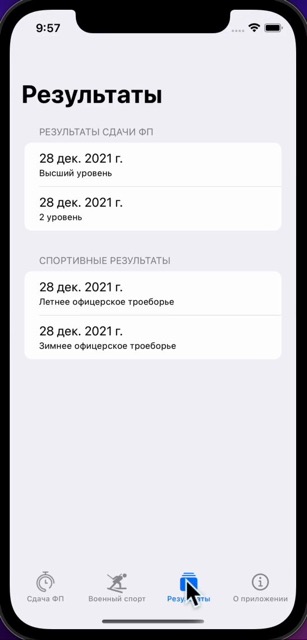 9:57
Результаты
РЕЗУЛЬТАТЫ СДАЧИ ФП
28 дек. 2021 г.
Высший уровень
28 дек. 2021 г.
2 уровень
СПОРТИВНЫЕ РЕЗУЛЬТАТЫ
28 дек. 2021 г.
Летнее офицерское троеборье
28 дек. 2021 г.
Зимнее офицерское троеборье
Сдача ФП
Военный спорт
Результаты
О приложении